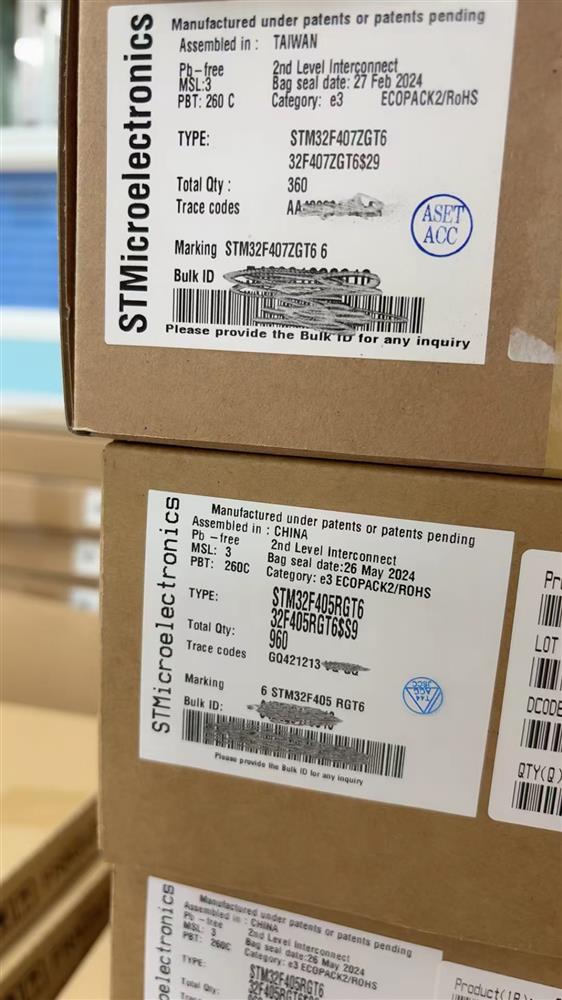 STMicroelectronics
Manufactured under patents or patents pending
Assembled in : TAIWAN
Pb-free 2nd Level Interconnect
MSL:3 Bag seal date: 27 Feb 2024
PBT: 260 C Category: e3 ECOPACK2/RoHS
TYPE: STM32F407ZGT6
32F407ZGT6$29
Total Qty : 360
Trace codes AA
ASET
ACC
Marking STM32F407ZGT6 6
Bulk ID
Please provide the Bulk ID for any inquiry
STMicroelectronics
Manufactured under patents or patents pending
Assembled in : CHINA
Pb -free 2nd Level Interconnect
MSL: 3 Bag seal date:26 May 2024
PBT: 260C Category: e3 ECOPACK2/ROHS
TYPE: STM32F405RGT6
32F405RGT6$S9
Total Qty: 960
Trace codes GQ421213
Marking 6 STM32F405 RGT6
Bulk ID:
Please provide the Bulk ID for any inquiry
Pr
LOT
DCODE
QTY(Q)
Manufactured under patents or patents pending
Assembled in : CHINA
Pb -free 2nd Level Interconnect
MSL: 3 Bag seal date:26 May 2024
PBT: 260C Category: e3 ECOPACK2/ROHS
TYPE: STM32F405RGT6
Total Qty:
oelectronics